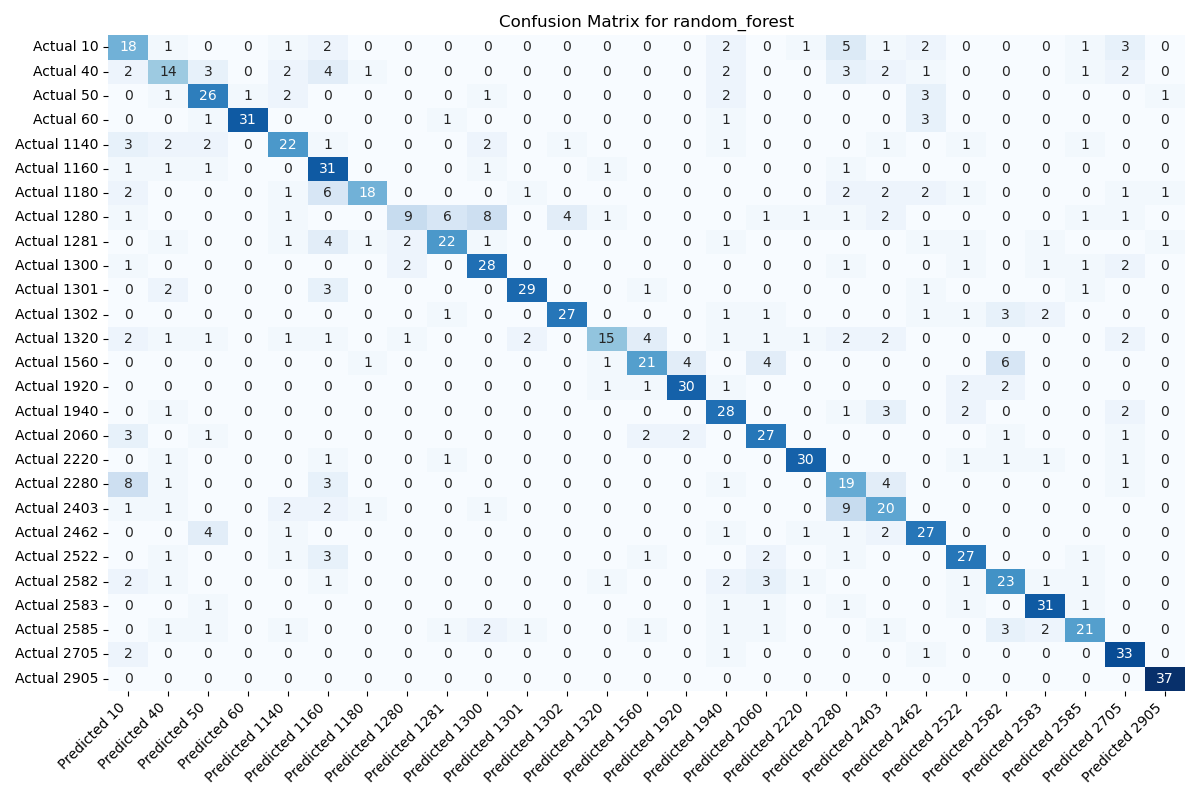 Confusion Matrix for random_forest
Actual 10 18 1 0 0 1 2 0 0 0 0 0 0 0 0 0 2 0 1 5 1 2 0 0 0 1 3 0
Actual 40 2 14 3 0 2 4 1 0 0 0 0 0 0 0 0 2 0 0 3 2 1 0 0 0 1 2 0
Actual 50 0 1 26 1 2 0 0 0 0 1 0 0 0 0 0 2 0 0 0 0 3 0 0 0 0 0 1
Actual 60 0 0 1 31 0 0 0 0 1 0 0 0 0 0 0 1 0 0 0 0 3 0 0 0 0 0 0
Actual 1140 3 2 2 0 22 1 0 0 0 2 0 1 0 0 0 1 0 0 0 1 0 1 0 0 1 0 0
Actual 1160 1 1 1 0 0 31 0 0 0 1 0 0 1 0 0 0 0 0 1 0 0 0 0 0 0 0 0
Actual 1180 2 0 0 0 1 6 18 0 0 0 1 0 0 0 0 0 0 0 2 2 2 1 0 0 0 1 1
Actual 1280 1 0 0 0 1 0 0 9 6 8 0 4 1 0 0 0 1 1 1 2 0 0 0 0 1 1 0
Actual 1281 0 1 0 0 1 4 1 2 22 1 0 0 0 0 0 1 0 0 0 0 1 1 0 1 0 0 1
Actual 1300 1 0 0 0 0 0 0 2 0 28 0 0 0 0 0 0 0 0 1 0 0 1 0 1 1 2 0
Actual 1301 0 2 0 0 0 3 0 0 0 0 29 0 0 1 0 0 0 0 0 0 1 0 0 0 1 0 0
Actual 1302 0 0 0 0 0 0 0 0 1 0 0 27 0 0 0 1 1 0 0 0 1 1 3 2 0 0 0
Actual 1320 2 1 1 0 1 1 0 1 0 0 2 0 15 4 0 1 1 1 2 2 0 0 0 0 0 2 0
Actual 1560 0 0 0 0 0 0 1 0 0 0 0 0 1 21 4 0 4 0 0 0 0 0 6 0 0 0 0
Actual 1920 0 0 0 0 0 0 0 0 0 0 0 0 1 1 30 1 0 0 0 0 0 2 2 0 0 0 0
Actual 1940 0 1 0 0 0 0 0 0 0 0 0 0 0 0 0 28 0 0 1 3 0 2 0 0 0 2 0
Actual 2060 3 0 1 0 0 0 0 0 0 0 0 0 0 2 2 0 27 0 0 0 0 0 1 0 0 1 0
Actual 2220 0 1 0 0 0 1 0 0 1 0 0 0 0 0 0 0 0 30 0 0 0 1 1 1 0 1 0
Actual 2280 8 1 0 0 0 3 0 0 0 0 0 0 0 0 0 1 0 0 19 4 0 0 0 0 0 1 0
Actual 2403 1 1 0 0 2 2 1 0 0 1 0 0 0 0 0 0 0 0 9 20 0 0 0 0 0 0 0
Actual 2462 0 0 4 0 1 0 0 0 0 0 0 0 0 0 0 1 0 1 1 2 27 0 0 0 0 0 0
Actual 2522 0 1 0 0 1 3 0 0 0 0 0 0 0 1 0 0 2 0 1 0 0 27 0 0 1 0 0
Actual 2582 2 1 0 0 0 1 0 0 0 0 0 0 1 0 0 2 3 1 0 0 0 1 23 1 1 0 0
Actual 2583 0 0 1 0 0 0 0 0 0 0 0 0 0 0 0 1 1 0 1 0 0 1 0 31 1 0 0
Actual 2585 0 1 1 0 1 0 0 0 1 2 1 0 0 1 0 1 1 0 0 1 0 0 3 2 21 0 0
Actual 2705 2 0 0 0 0 0 0 0 0 0 0 0 0 0 0 1 0 0 0 0 1 0 0 0 0 33 0
Actual 2905 0 0 0 0 0 0 0 0 0 0 0 0 0 0 0 0 0 0 0 0 0 0 0 0 0 0 37
Predicted 10
Predicted 40
Predicted 50
Predicted 60
Predicted 1140
Predicted 1160
Predicted 1180
Predicted 1280
Predicted 1281
Predicted 1300
Predicted 1301
Predicted 1302
Predicted 1320
Predicted 1560
Predicted 1920
Predicted 1940
Predicted 2060
Predicted 2220
Predicted 2280
Predicted 2403
Predicted 2462
Predicted 2522
Predicted 2582
Predicted 2583
Predicted 2585
Predicted 2705
Predicted 2905